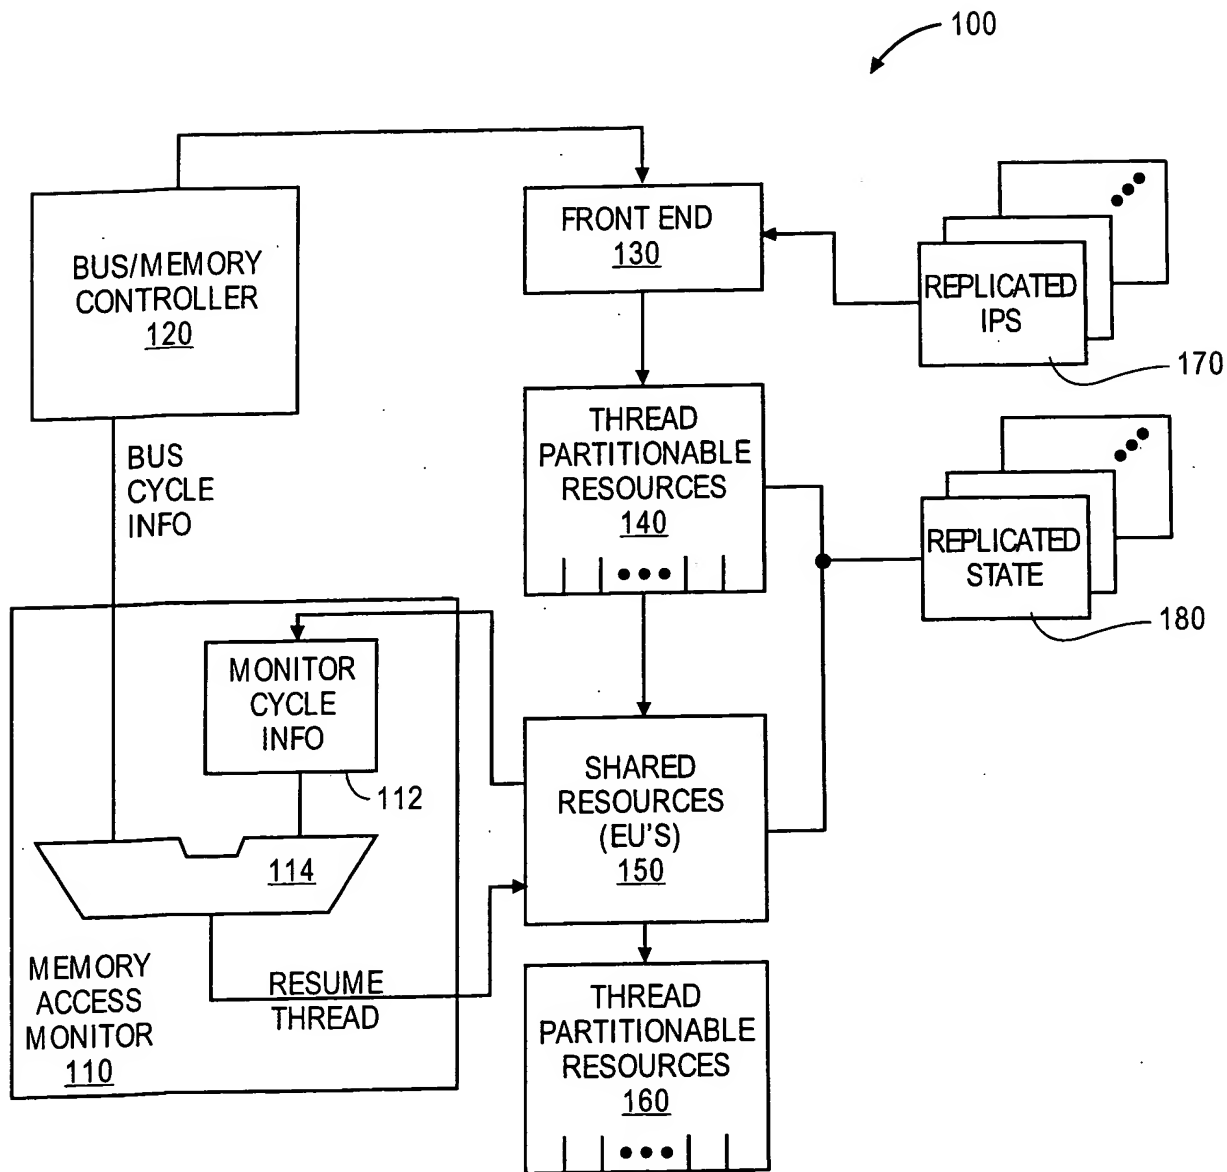 100
BUS/MEMORY
CONTROLLER
120
FRONT END
130
REPLICATED
IPS
170
THREAD
PARTITIONABLE
RESOURCES
140
BUS
CYCLE
INFO
REPLICATED
STATE
180
MONITOR
CYCLE
INFO
112
SHARED
RESOURCES
(EU'S)
150
114
MEMORY
ACCESS
MONITOR
110
RESUME
THREAD
THREAD
PARTITIONABLE
RESOURCES
160